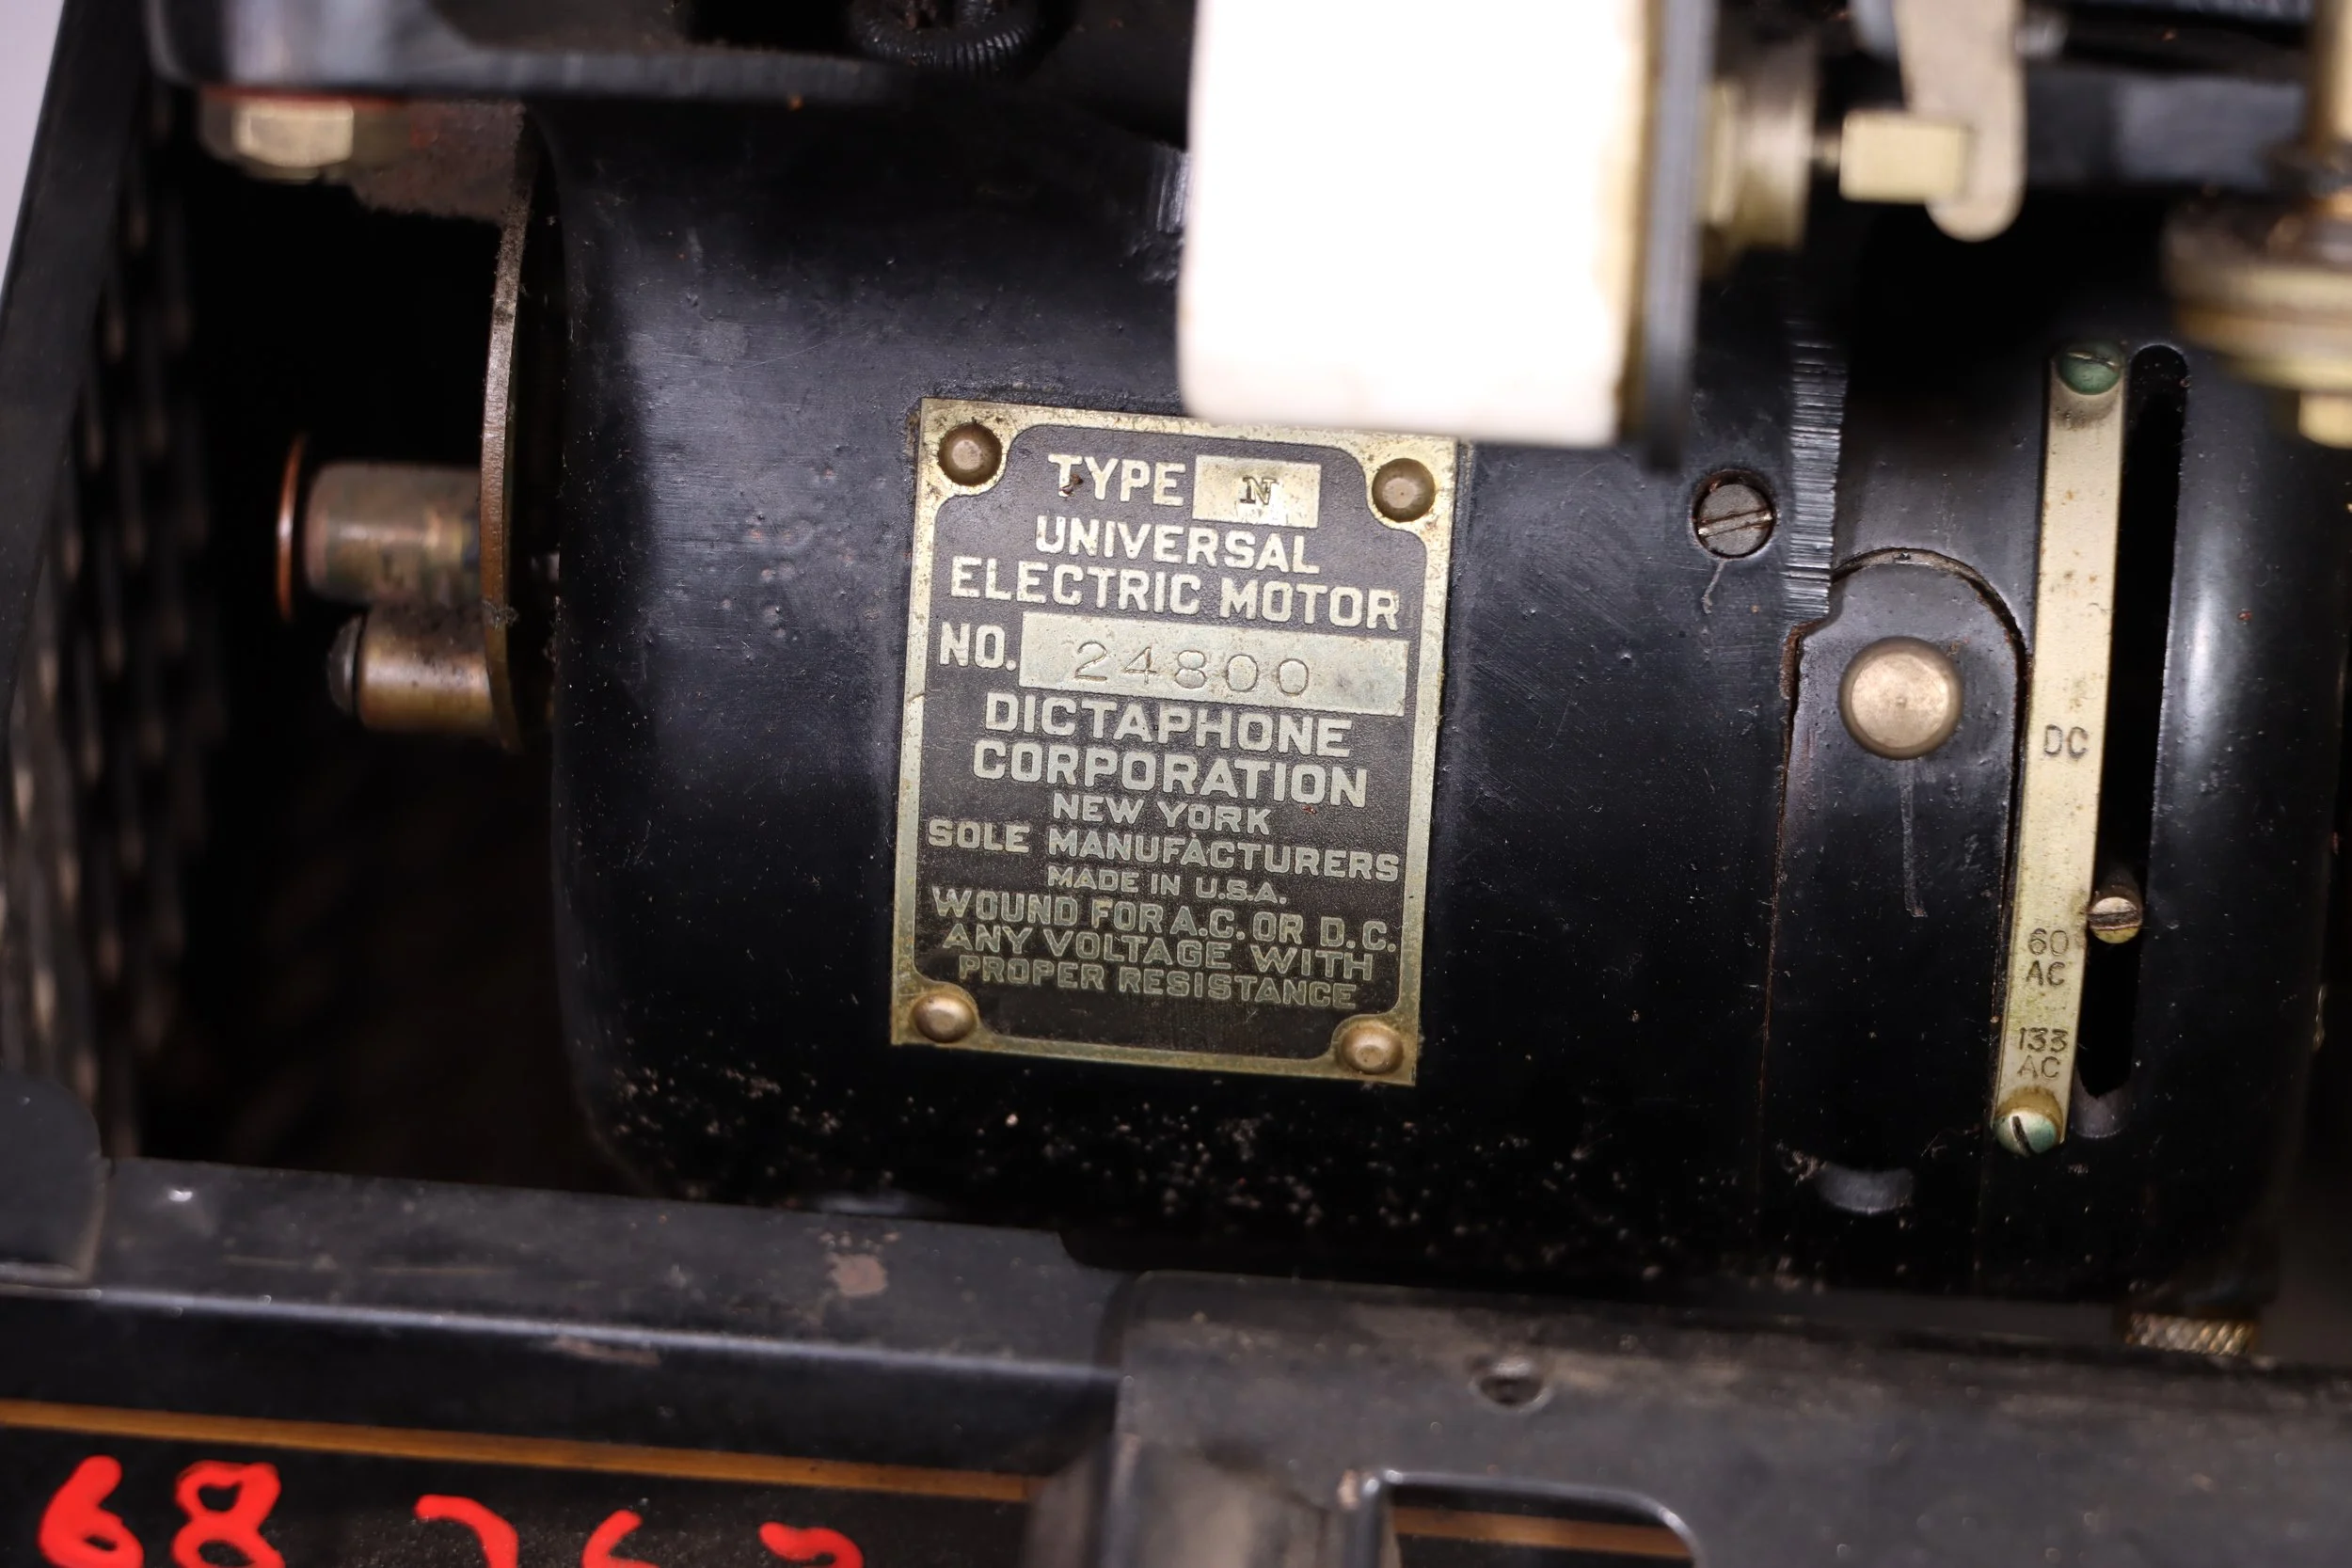 TYPE N
UNIVERSAL
ELECTRIC MOTOR
NO. 24800
DICTAPHONE
CORPORATION
NEW YORK
SOLE MANUFACTURERS
MADE IN U.S.A.
WOUND FOR A.C. OR D.C.
ANY VOLTAGE WITH
PROPER RESISTANCE
DC
60
AC
133
AC
68